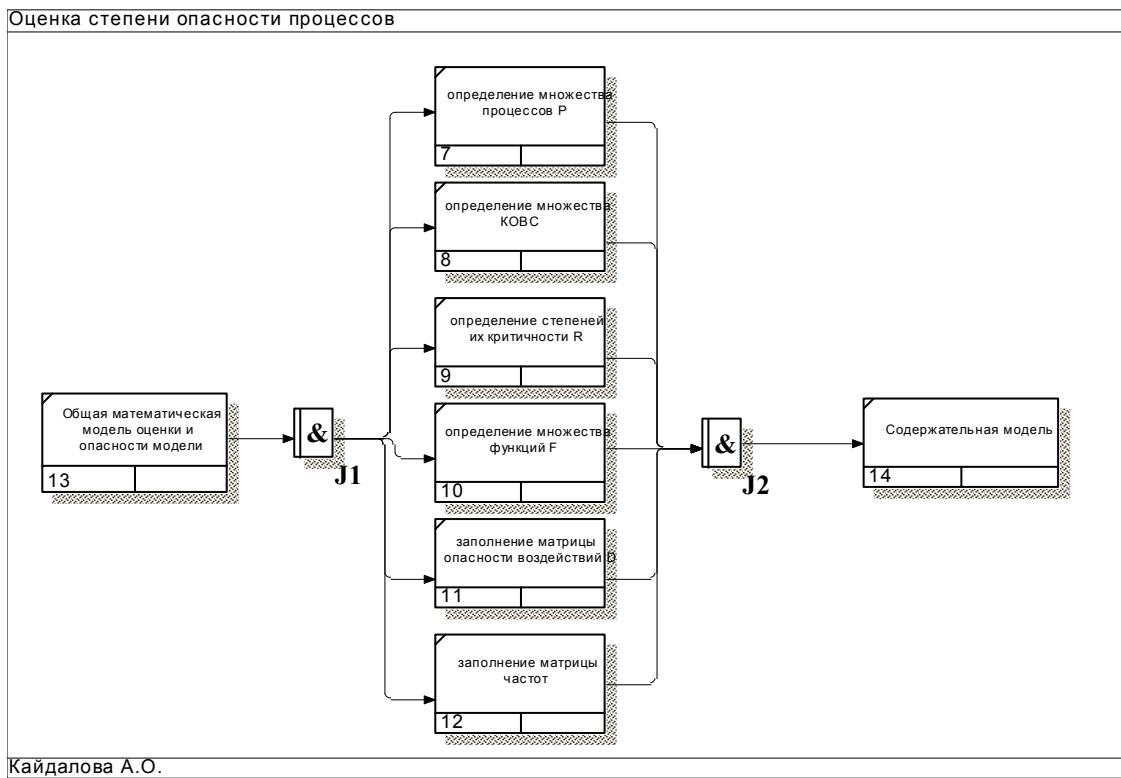 Оценка степени опасности процессов
определение множества
процессов P
7
определение множества
КОВС
8
определение степеней
их критичности R
9
Общая математическая
модель оценки и
опасности модели
13
&
J1
определение множества
функций F
10
&
J2
Содержательная модель
14
заполнение матрицы
опасности воздействий D
11
заполнение матрицы
частот
12
Кайдалова А.О.